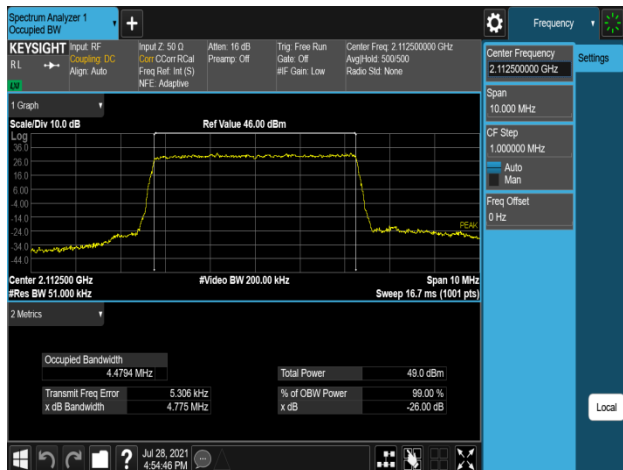 Spectrum Analyzer 1
Occupied BW
KEYSIGHT
RL
Input: RF
Coupling: DC
Align: Auto
Input Z: 50 Ω
Corr CCorr RCal
Freq Ref: Int (S)
NFE: Adaptive
Atten: 16 dB
Preamp: Off
Trig: Free Run
Gate: Off
#IF Gain: Low
Center Freq: 2.112500000 GHz
Avg|Hold: 500/500
Radio Std: None
1 Graph
Scale/Div 10.0 dB
Ref Value 46.00 dBm
Log
36.0
26.0
16.0
6.00
-4.00
-14.0
-24.0
-34.0
-44.0
PEAK
Center 2.112500 GHz
#Video BW 200.00 kHz
Span 10 MHz
#Res BW 51.000 kHz
Sweep 16.7 ms (1001 pts)
2 Metrics
Occupied Bandwidth
4.4794 MHz
Total Power 49.0 dBm
Transmit Freq Error 5.306 kHz
% of OBW Power 99.00 %
x dB Bandwidth 4.775 MHz
x dB -26.00 dB
Jul 28, 2021
4:54:46 PM
Frequency
Settings
Center Frequency
2.112500000 GHz
Span
10.000 MHz
CF Step
1.000000 MHz
Auto
Man
Freq Offset
0 Hz
Local